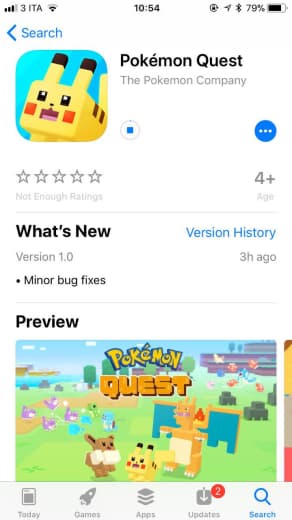 3 ITA 10:54 79%
Search
Pokémon Quest
The Pokemon Company
Not Enough Ratings
4+
Age
What's New
Version History
Version 1.0
3h ago
• Minor bug fixes
Preview
POKéMON
QUEST
2
Today Games Apps Updates Search